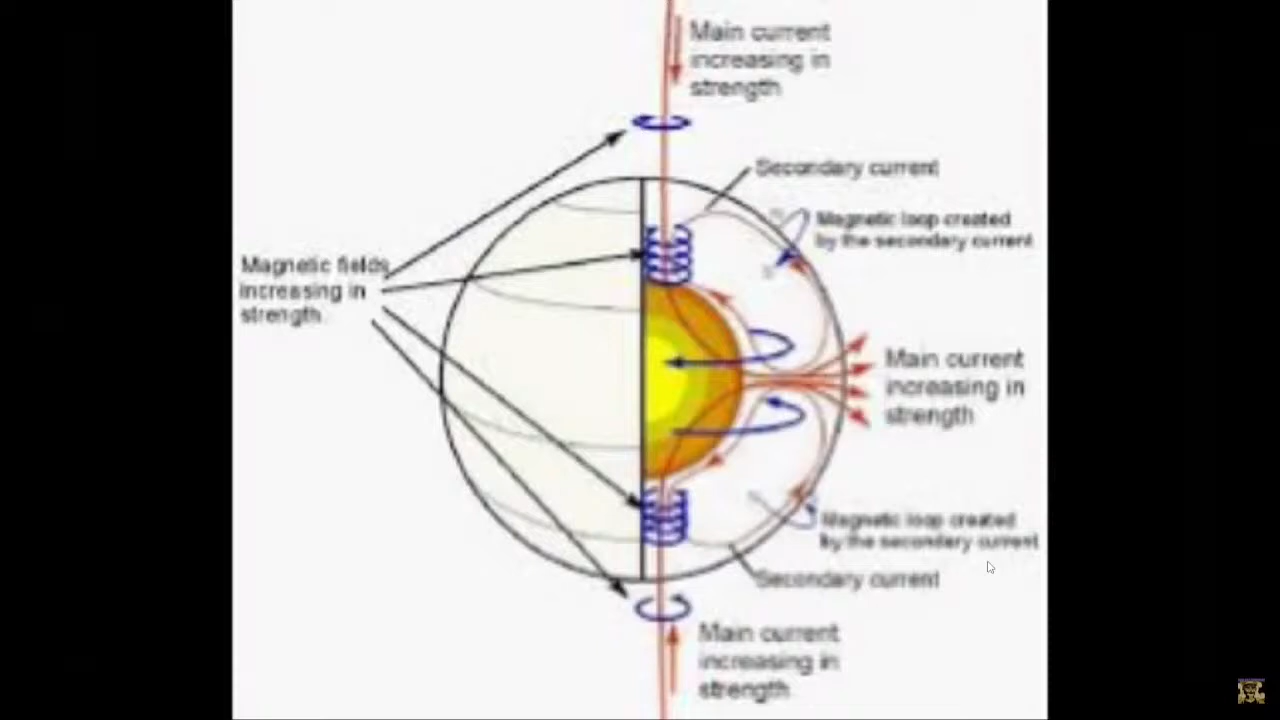 Main current
increasing in
strength
Secondary current
Magnetic loop created
by the secondary current
Magnetic fields
increasing in
strength
Main current
increasing in
strength
Magnetic loop created
by the secondary current
Secondary current
Main current
increasing in
strength